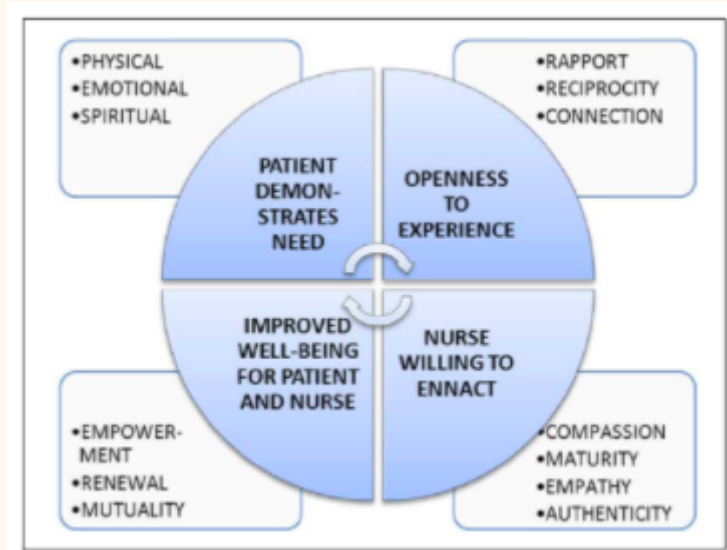 •PHYSICAL
•EMOTIONAL
•SPIRITUAL
PATIENT
DEMON-
STRATES
NEED
•RAPPORT
•RECIPROCITY
•CONNECTION
OPENNESS
TO
EXPERIENCE
IMPROVED
WELL-BEING
FOR PATIENT
AND NURSE
•EMPOWER-
MENT
•RENEWAL
•MUTUALITY
NURSE
WILLING TO
ENNACT
•COMPASSION
•MATURITY
•EMPATHY
•AUTHENTICITY